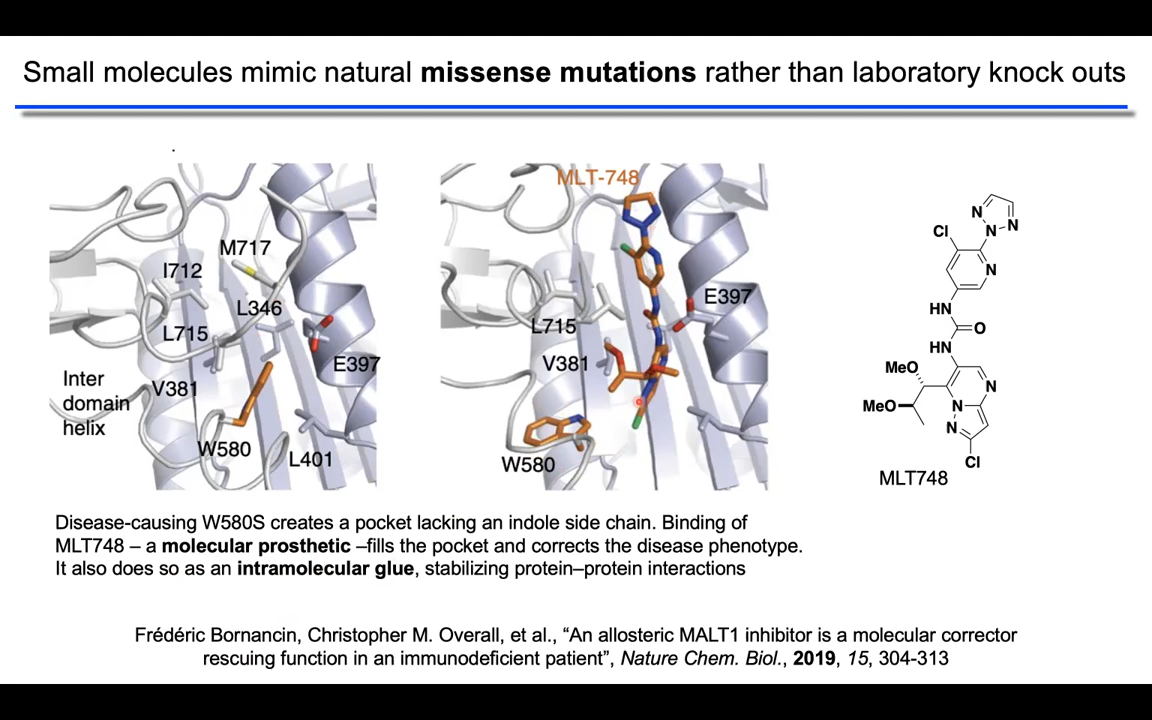 Small molecules mimic natural missense mutations rather than laboratory knock outs
M717
I712
L346
L715
E397
Inter
domain
helix
V381
W580
L401
MLT-748
E397
L715
V381
W580
N
N
N
Cl
N
HN
O
HN
MeO
MeO
N
N
N
Cl
MLT748
Disease-causing W580S creates a pocket lacking an indole side chain. Binding of
MLT748 – a molecular prosthetic –fills the pocket and corrects the disease phenotype.
It also does so as an intramolecular glue, stabilizing protein–protein interactions
Frédéric Bornancin, Christopher M. Overall, et al., “An allosteric MALT1 inhibitor is a molecular corrector
rescuing function in an immunodeficient patient”, Nature Chem. Biol., 2019, 15, 304-313